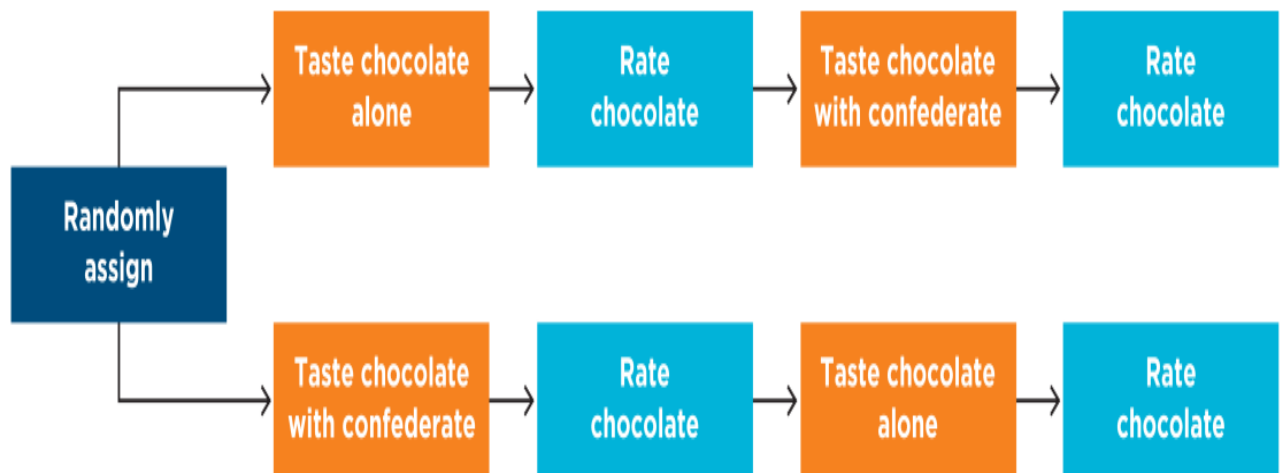 Taste chocolate
alone
Rate
chocolate
Taste chocolate
with confederate
Rate
chocolate
Randomly
assign
Taste chocolate
with confederate
Rate
chocolate
Taste chocolate
alone
Rate
chocolate